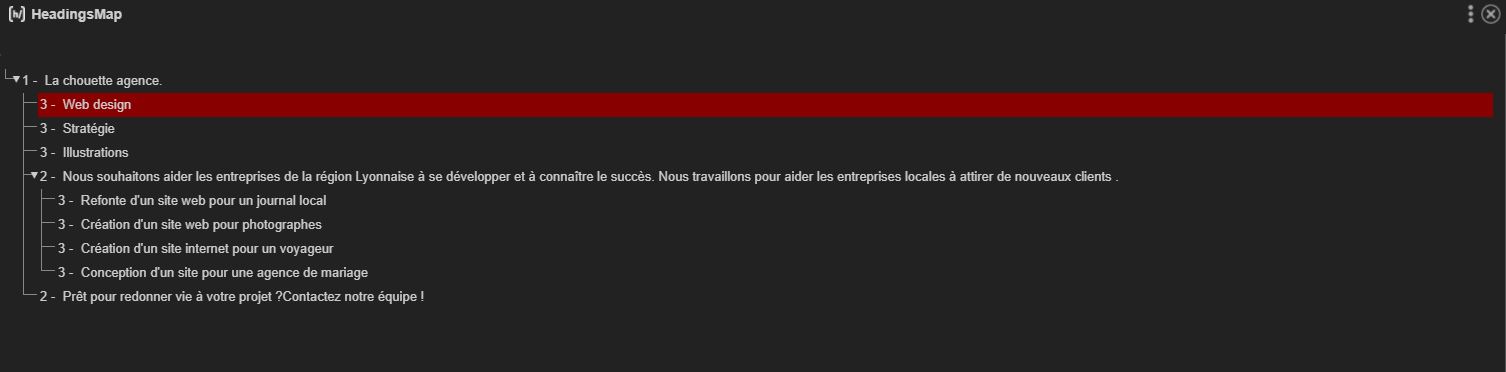 HeadingsMap
1 - La chouette agence.
3 - Web design
3 - Stratégie
3 - Illustrations
2 - Nous souhaitons aider les entreprises de la région Lyonnaise à se développer et à connaître le succès. Nous travaillons pour aider les entreprises locales à attirer de nouveaux clients .
3 - Refonte d'un site web pour un journal local
3 - Création d'un site web pour photographes
3 - Création d'un site internet pour un voyageur
3 - Conception d'un site pour une agence de mariage
2 - Prêt pour redonner vie à votre projet ?Contactez notre équipe !